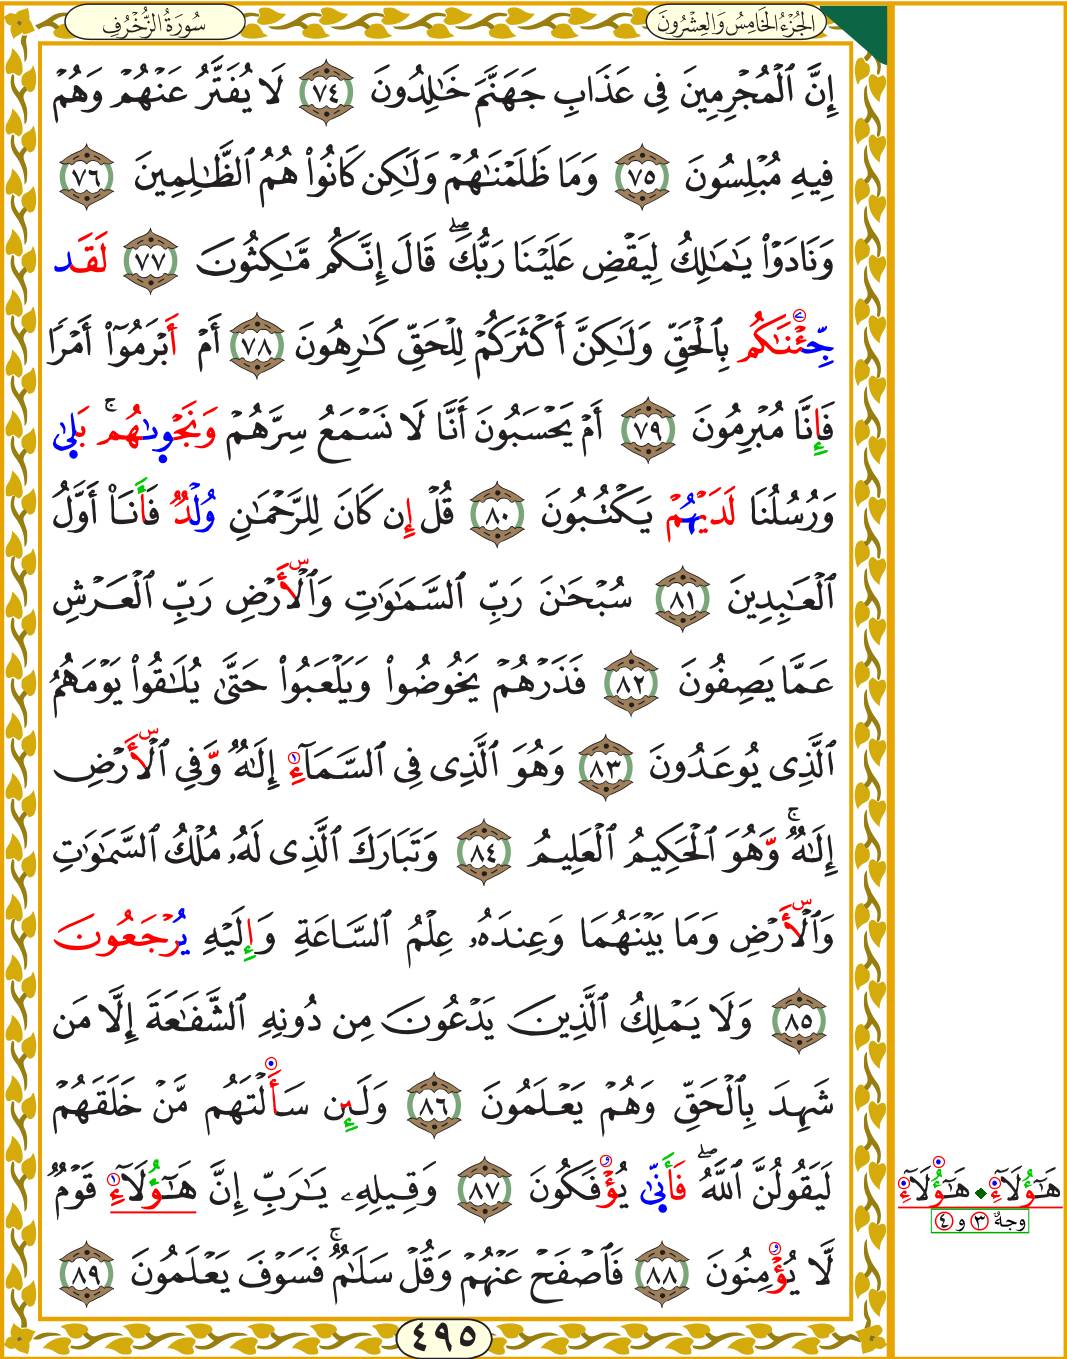 سُورَةُ الزُّخْرُفِ
الجُزْءُ الخَامِسُ وَالعِشْرُونَ
إِنَّ ٱلْمُجْرِمِينَ فِى عَذَابِ جَهَنَّمَ خَٰلِدُونَ ٧٤ لَا يُفَتَّرُ عَنْهُمْ وَهُمْ
فِيهِ مُبْلِسُونَ ٧٥ وَمَا ظَلَمْنَٰهُمْ وَلَٰكِن كَانُوا۟ هُمُ ٱلظَّٰلِمِينَ ٧٦
وَنَادَوْا۟ يَٰمَٰلِكُ لِيَقْضِ عَلَيْنَا رَبُّكَ ۖ قَالَ إِنَّكُم مَّٰكِثُونَ ٧٧ لَقَد
جِّئْنَٰكُم بِٱلْحَقِّ وَلَٰكِنَّ أَكْثَرَكُمْ لِلْحَقِّ كَٰرِهُونَ ٧٨ أَمْ أَبْرَمُوٓا۟ أَمْرًا
فَإِنَّا مُبْرِمُونَ ٧٩ أَمْ يَحْسَبُونَ أَنَّا لَا نَسْمَعُ سِرَّهُمْ وَنَجْوىٰهُم ۚ بَلىٰ
وَرُسُلُنَا لَدَيْهُمْ يَكْتُبُونَ ٨٠ قُلْ إِن كَانَ لِلرَّحْمَٰنِ وُلْدٌ فَأَنَا۠ أَوَّلُ
ٱلْعَٰبِدِينَ ٨١ سُبْحَٰنَ رَبِّ ٱلسَّمَٰوَٰتِ وَٱلْأَرْضِ رَبِّ ٱلْعَرْشِ
عَمَّا يَصِفُونَ ٨٢ فَذَرْهُمْ يَخُوضُوا۟ وَيَلْعَبُوا۟ حَتَّىٰ يُلَٰقُوا۟ يَوْمَهُمُ
ٱلَّذِى يُوعَدُونَ ٨٣ وَهُوَ ٱلَّذِى فِى ٱلسَّمَآءِ إِلَٰهٌ وَّفِى ٱلْأَرْضِ
إِلَٰهٌ ۚ وَّهُوَ ٱلْحَكِيمُ ٱلْعَلِيمُ ٨٤ وَتَبَارَكَ ٱلَّذِى لَهُۥ مُلْكُ ٱلسَّمَٰوَٰتِ
وَٱلْأَرْضِ وَمَا بَيْنَهُمَا وَعِندَهُۥ عِلْمُ ٱلسَّاعَةِ وَإِلَيْهِ يُرْجَعُونَ
٨٥ وَلَا يَمْلِكُ ٱلَّذِينَ يَدْعُونَ مِن دُونِهِ ٱلشَّفَٰعَةَ إِلَّا مَن
شَهِدَ بِٱلْحَقِّ وَهُمْ يَعْلَمُونَ ٨٦ وَلَئِن سَأَلْتَهُم مَّنْ خَلَقَهُمْ
لَيَقُولُنَّ ٱللَّهُ ۖ فَأَنّىٰ يُؤْفَكُونَ ٨٧ وَقِيلِهِۦ يَٰرَبِّ إِنَّ هَٰٓؤُلَآءِ قَوْمٌ
لَّا يُؤْمِنُونَ ٨٨ فَٱصْفَحْ عَنْهُمْ وَقُلْ سَلَٰمٌ ۚ فَسَوْفَ يَعْلَمُونَ ٨٩
هَٰٓؤُلَآءِ ◆ هَٰٓؤُلَآءِ
وجهٌ ٣ و ٤
٤٩٥